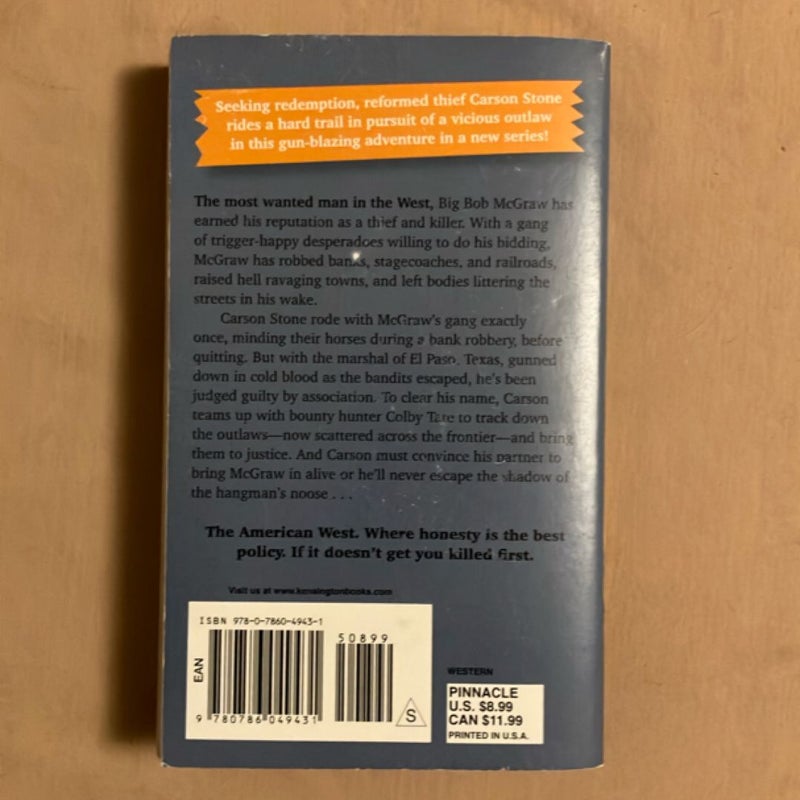 Seeking redemption, reformed thief Carson Stone
rides a hard trail in pursuit of a vicious outlaw
in this gun-blazing adventure in a new series!
The most wanted man in the West, Big Bob McGraw has
earned his reputation as a thief and killer. With a gang
of trigger-happy desperadoes willing to do his bidding,
McGraw has robbed banks, stagecoaches, and railroads,
raised hell ravaging towns, and left bodies littering the
streets in his wake.
Carson Stone rode with McGraw's gang exactly
once, minding their horses during a bank robbery, before
quitting. But with the marshal of El Paso, Texas, gunned
down in cold blood as the bandits escaped, he's been
judged guilty by association. To clear his name, Carson
teams up with bounty hunter Colby Tate to track down
the outlaws—now scattered across the frontier—and bring
them to justice. And Carson must convince his partner to
bring McGraw in alive or he'll never escape the shadow of
the hangman's noose . . .
The American West. Where honesty is the best
policy. If it doesn't get you killed first.
Visit us at www.kensingtonbooks.com
ISBN 978-0-7860-4943-1
50899
EAN
9 780786 049431
S
WESTERN
PINNACLE
U.S. $8.99
CAN $11.99
PRINTED IN U.S.A.